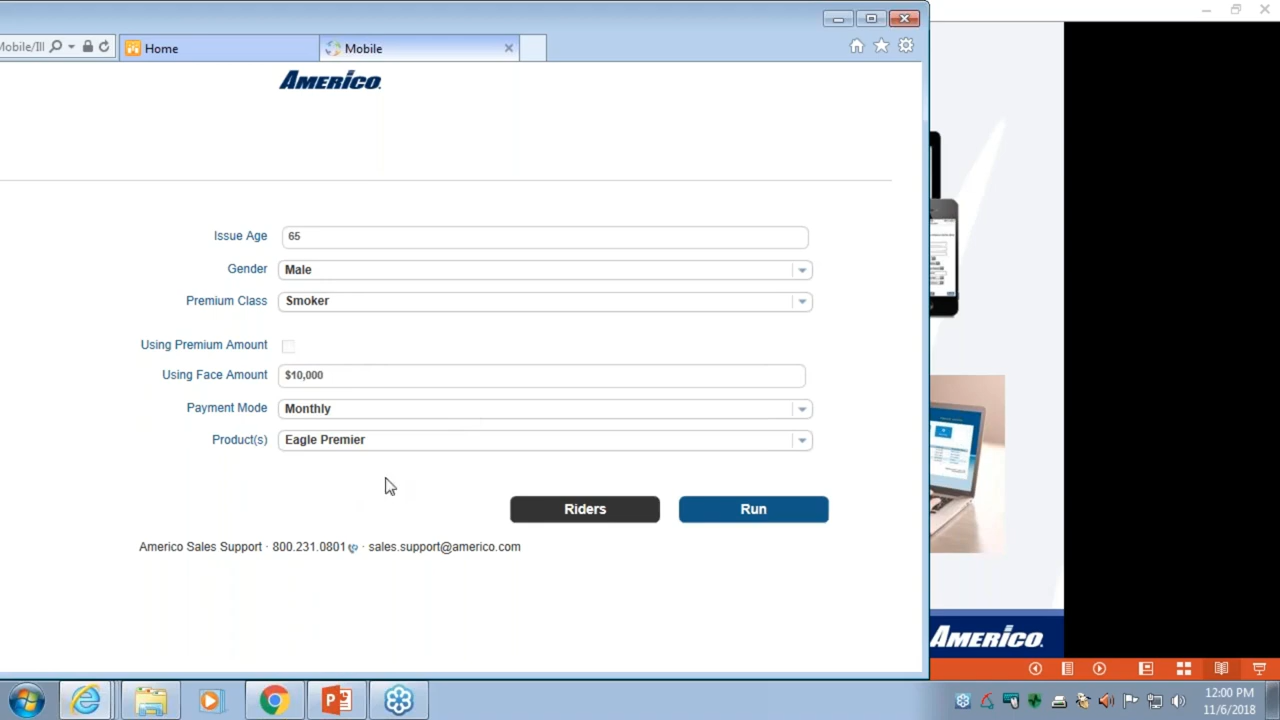 Mobile/Ill
Home
Mobile
AMERICO
Issue Age 65
Gender Male
Premium Class Smoker
Using Premium Amount
Using Face Amount $10,000
Payment Mode Monthly
Product(s) Eagle Premier
Riders
Run
Americo Sales Support · 800.231.0801 · sales.support@americo.com
AMERICO
12:00 PM
11/6/2018